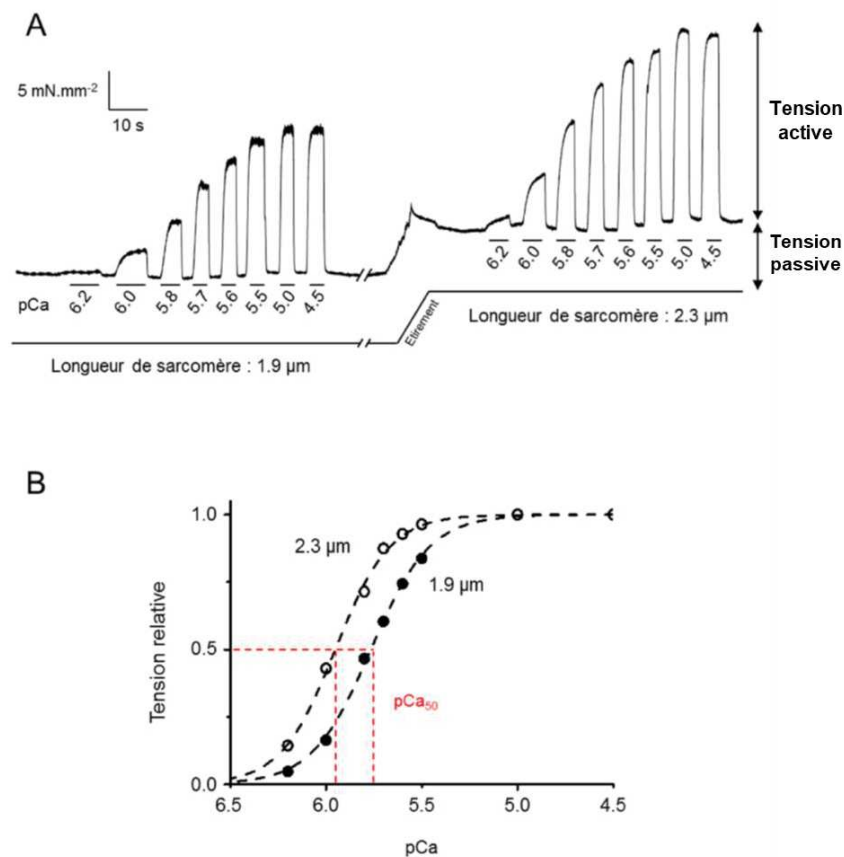 A
5 mN.mm-2
10 s
Tension
active
Tension
passive
pCa
6.2
6.0
5.8
5.7
5.6
5.5
5.0
4.5
6.2
6.0
5.8
5.7
5.6
5.5
5.0
4.5
Etirement
Longueur de sarcomère : 2.3 µm
Longueur de sarcomère : 1.9 µm
B
1.0
2.3 µm
1.9 µm
Tension relative
0.5
pCa50
0.0
6.5
6.0
5.5
5.0
4.5
pCa